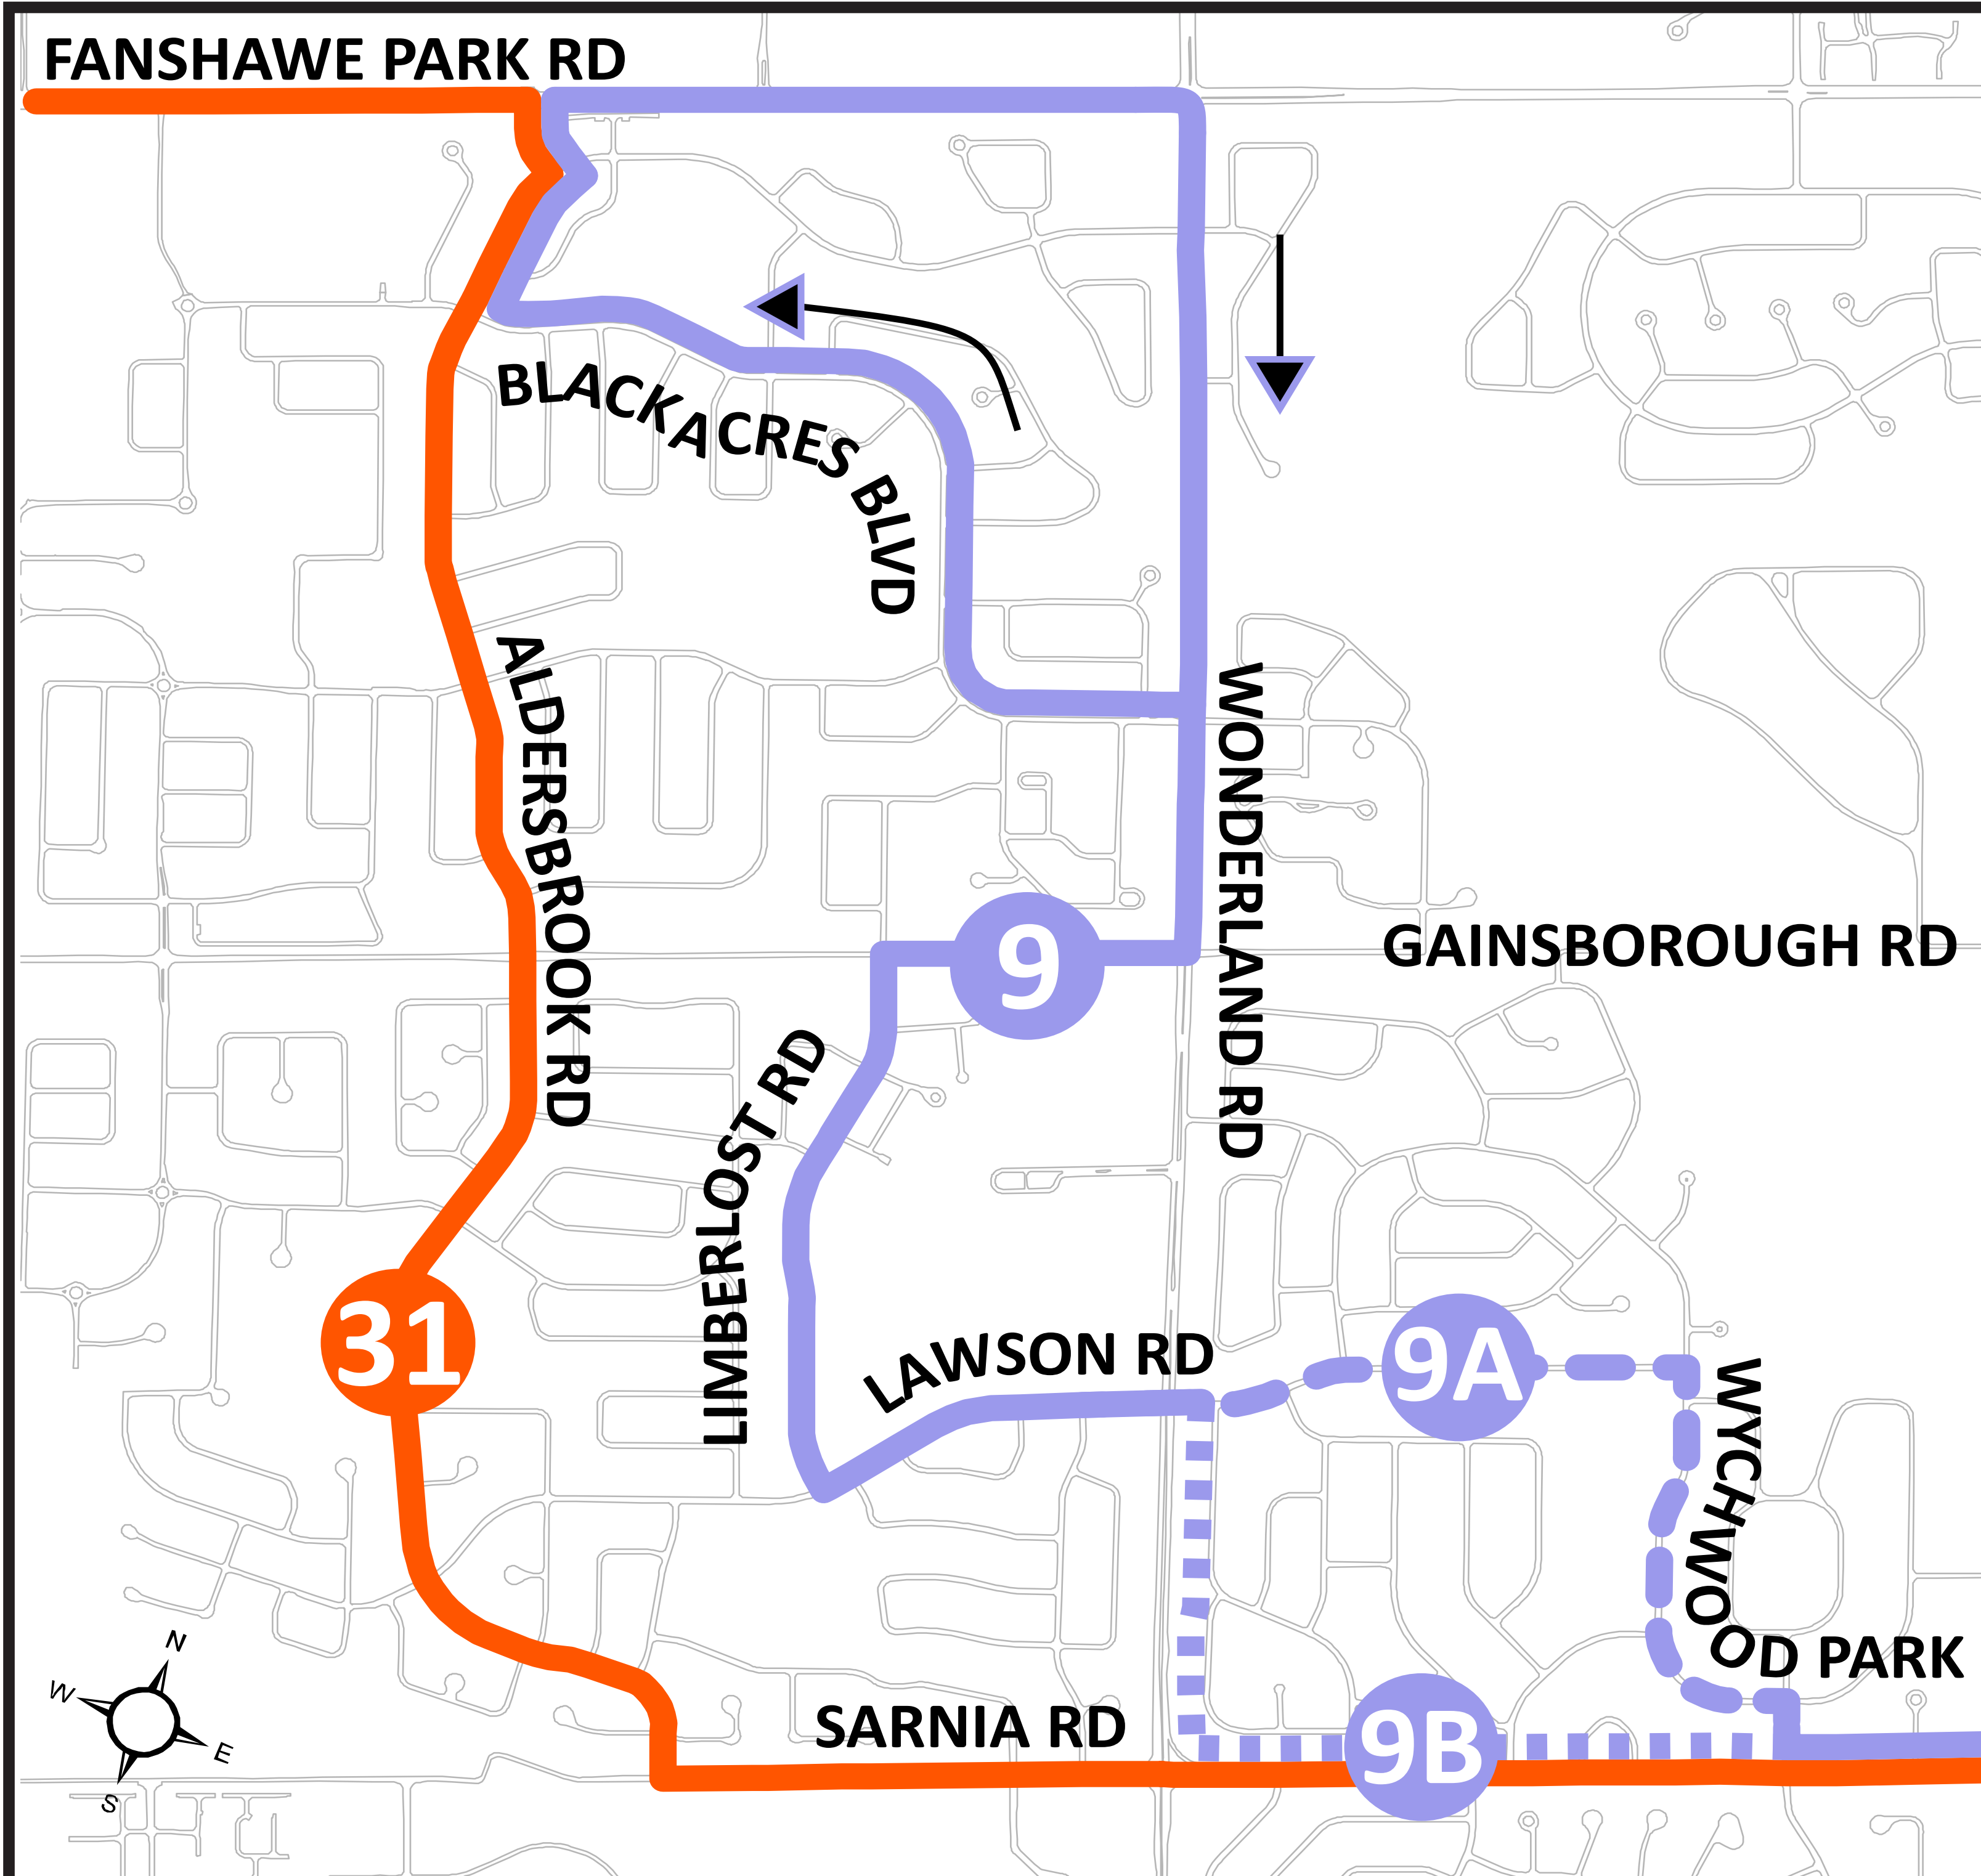 FANSHAWE PARK RD
BLACKACRES BLVD
ALDERSBROOK RD
WONDERLAND RD
GAINSBOROUGH RD
9
LIMBERLOST RD
31
LAWSON RD
9A
WYCHWOOD PARK
N
W
E
S
SARNIA RD
9B